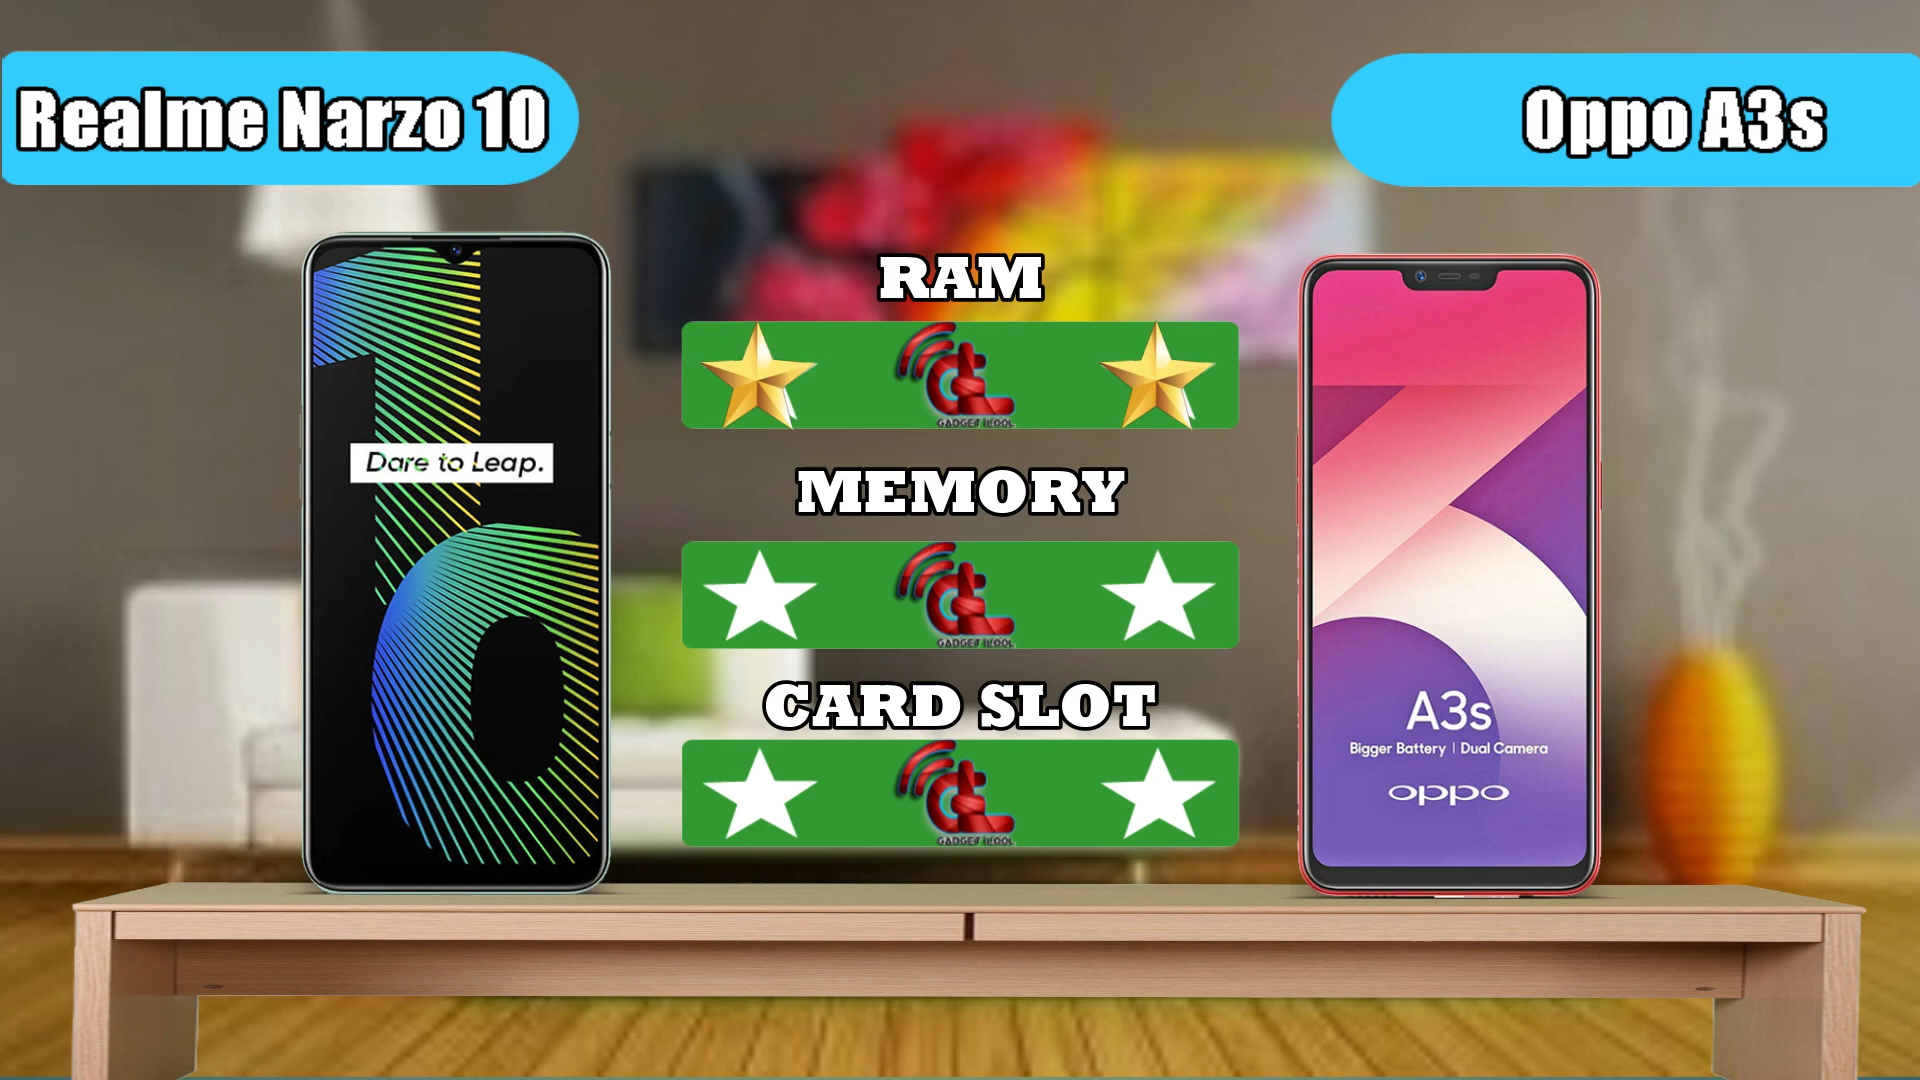 Realme Narzo 10
Oppo A3s
RAM
MEMORY
CARD SLOT
Dare to Leap.
A3s
Bigger Battery | Dual Camera
oppo